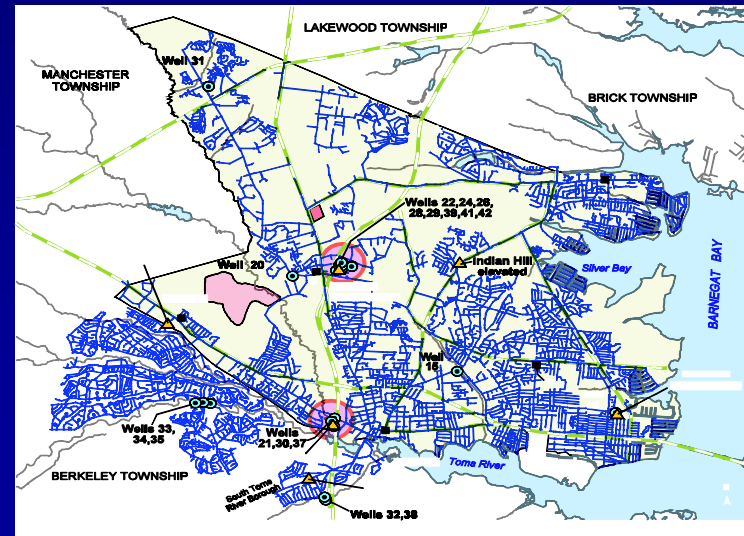 LAKEWOOD TOWNSHIP
MANCHESTER
TOWNSHIP
Well 31
BRICK TOWNSHIP
Wells 22,24,26,
28,29,39,41,42
Well 20
Indian Hill
elevated
Silver Bay
BARNEGAT BAY
Well
15
Wells 33,
34,35
Wells
21,30,37
BERKELEY TOWNSHIP
Toms River
South Toms
River Borough
Wells 32,38